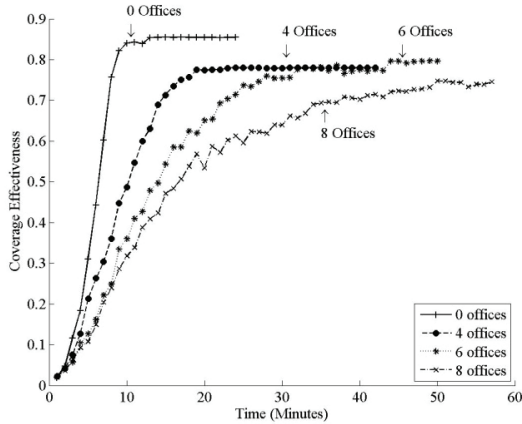 0 Offices
4 Offices
6 Offices
8 Offices
0.9
0.8
0.7
0.6
0.5
0.4
0.3
0.2
0.1
0
Coverage Effectiveness
0 10 20 30 40 50 60
Time (Minutes)
0 offices
4 offices
6 offices
8 offices